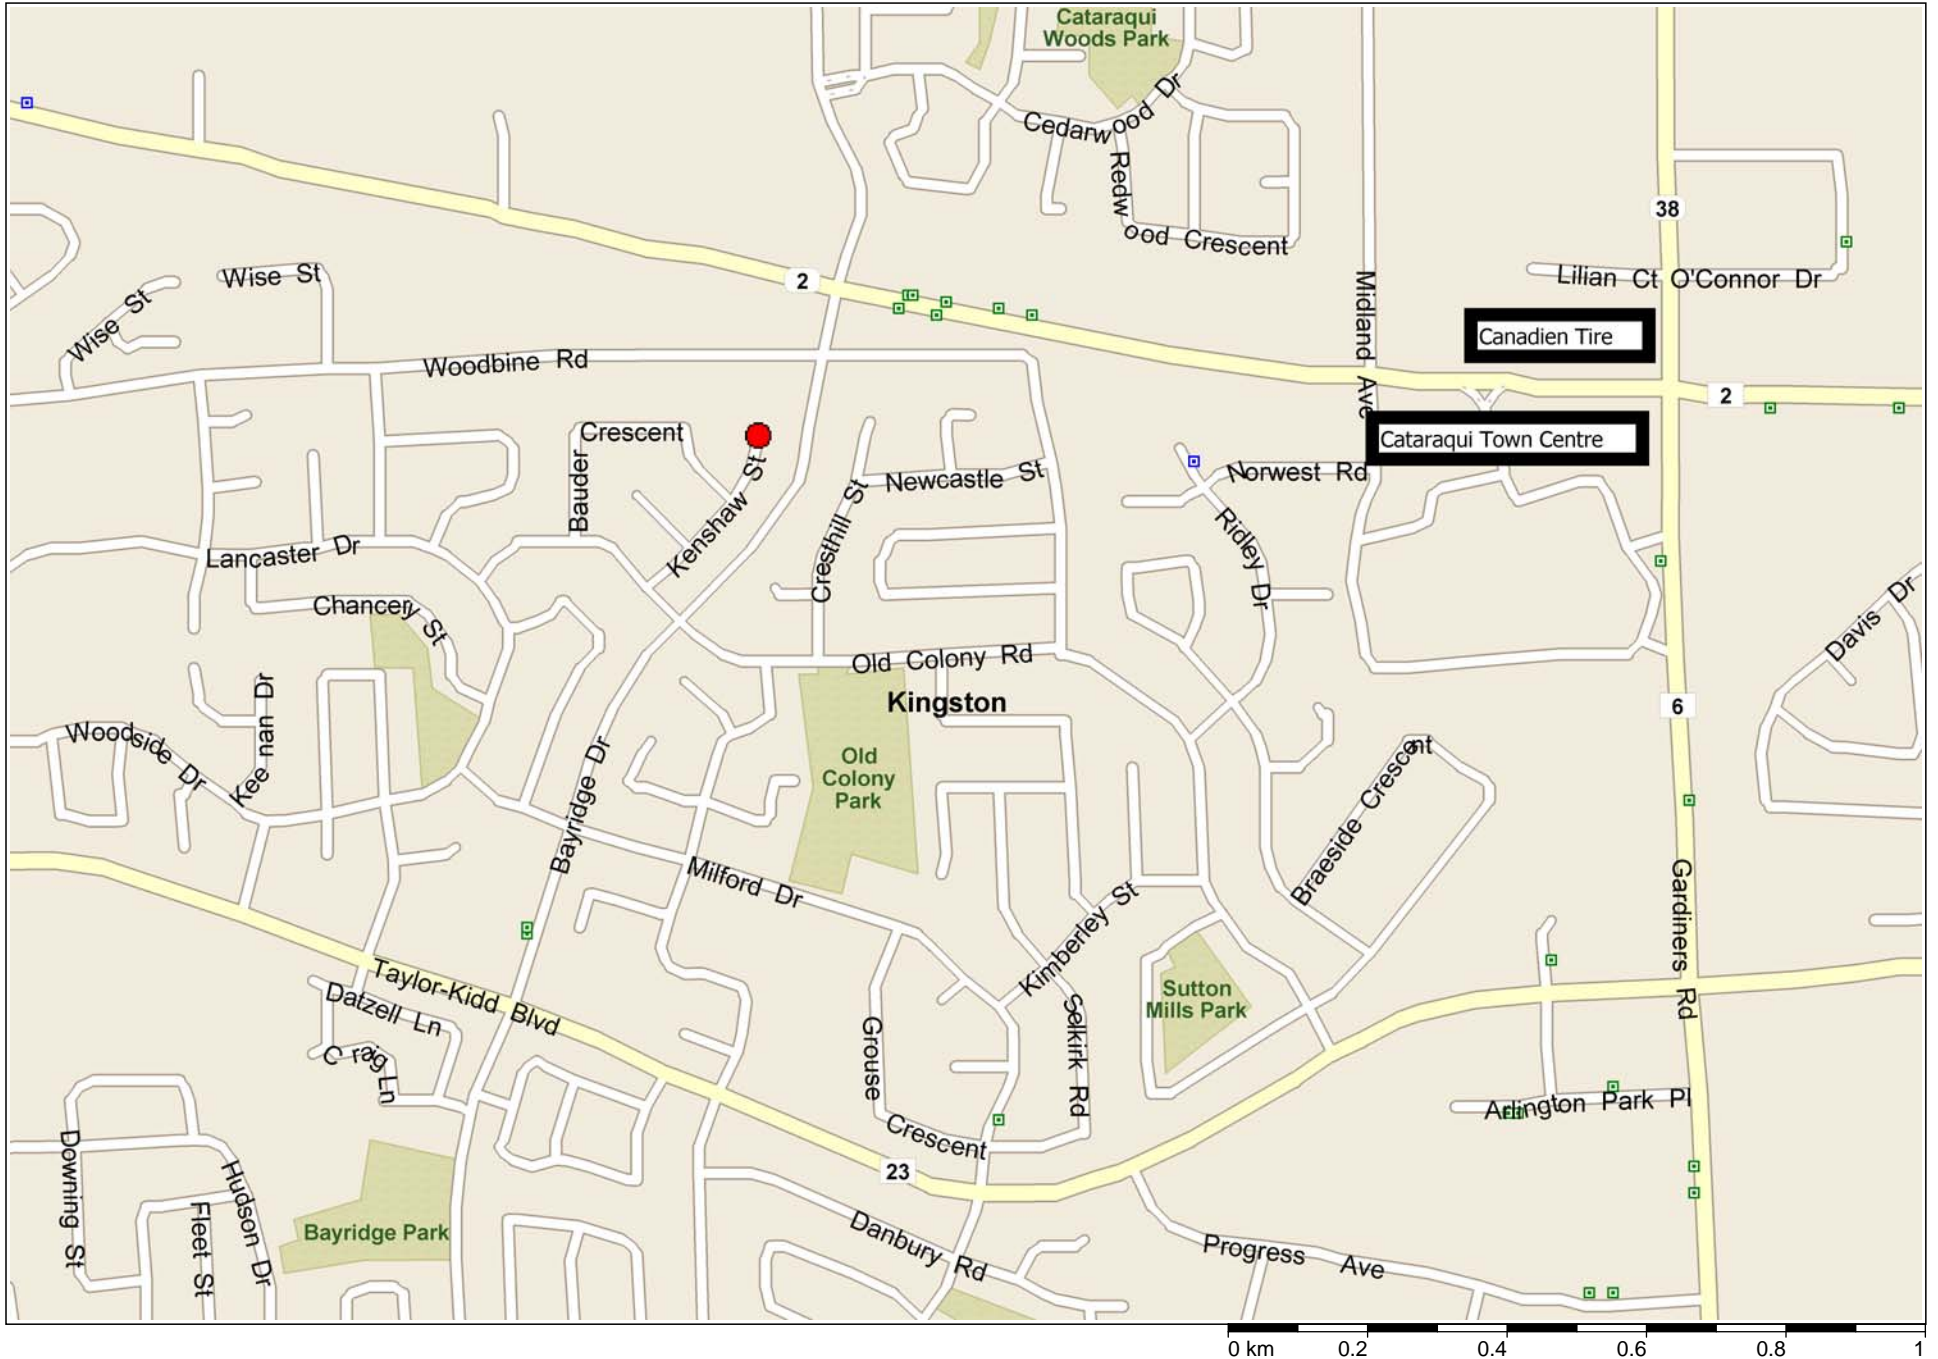 Cataraqui
Woods Park
Cedarwood Dr
Redwood Crescent
38
Lilian Ct
O'Connor Dr
Wise St
Wise St
2
Midland Ave
Canadien Tire
Woodbine Rd
2
Bauder Crescent
Kenshaw St
Cataraqui Town Centre
Newcastle St
Norwest Rd
Cresthill St
Ridley Dr
Lancaster Dr
Chancery St
Davis Dr
Old Colony Rd
Kingston
Keenan Dr
6
Woodside Dr
Bayridge Dr
Old
Colony
Park
Braeside Crescent
Milford Dr
Gardiners Rd
Kimberley St
Taylor-Kidd Blvd
Datzell Ln
Sutton
Mills Park
Craig Ln
Grouse Crescent
Selkirk Rd
Arlington Park Pl
23
Downing St
Hudson Dr
Fleet St
Bayridge Park
Danbury Rd
Progress Ave
0 km 0.2 0.4 0.6 0.8 1